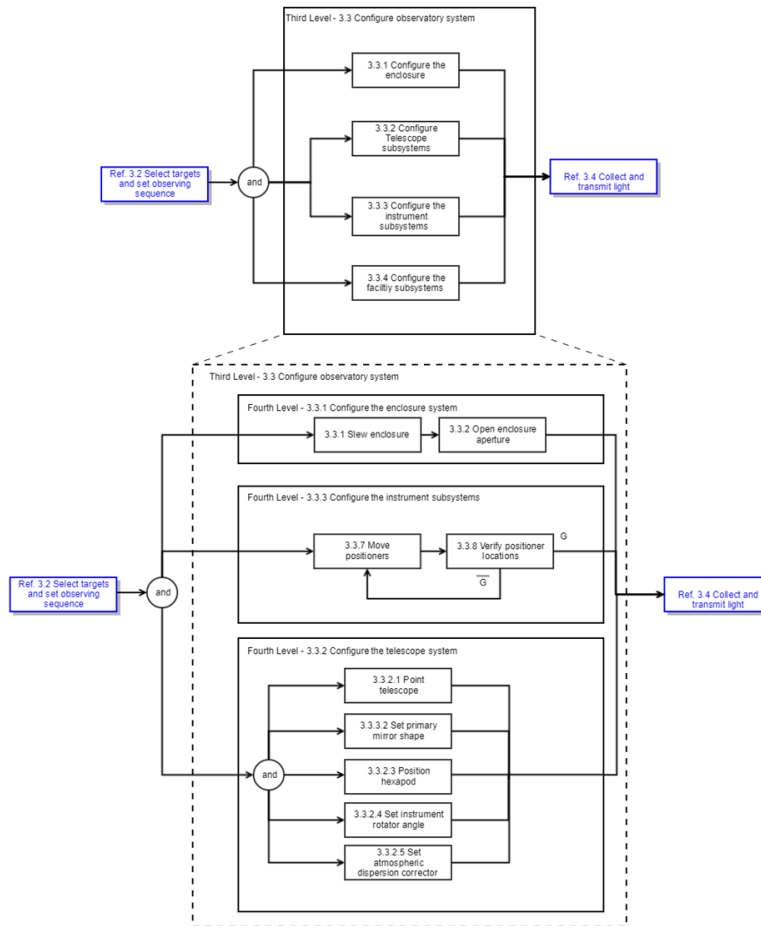 Third Level - 3.3 Configure observatory system
3.3.1 Configure the
enclosure
3.3.2 Configure
Telescope
subsystems
Ref. 3.2 Select targets
and set observing
sequence
and
Ref. 3.4 Collect and
transmit light
3.3.3 Configure the
instrument
subsystems
3.3.4 Configure the
faciltiy subsystems
Third Level - 3.3 Configure observatory system
Fourth Level - 3.3.1 Configure the enclosure system
3.3.1 Slew enclosure
3.3.2 Open enclosure
aperture
Fourth Level - 3.3.3 Configure the instrument subsystems
3.3.7 Move
positioners
3.3.8 Verify positioner
locations
G
G
Ref. 3.2 Select targets
and set observing
sequence
and
Ref. 3.4 Collect and
transmit light
Fourth Level - 3.3.2 Configure the telescope system
3.3.2.1 Point
telescope
3.3.3.2 Set primary
mirror shape
and
3.3.2.3 Position
hexapod
3.3.2.4 Set instrument
rotator angle
3.3.2.5 Set
atmospheric
dispersion corrector